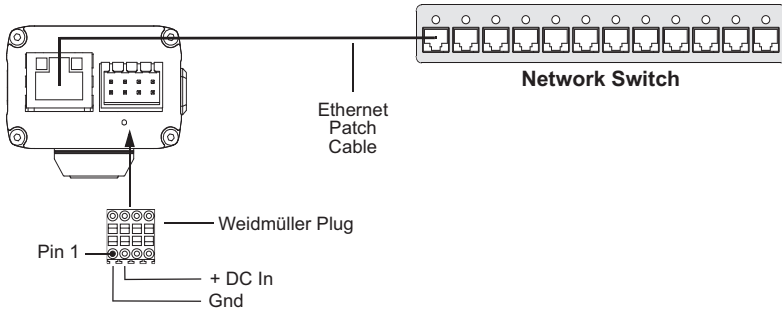 Network Switch
Ethernet
Patch
Cable
Weidmüller Plug
Pin 1
+ DC In
Gnd